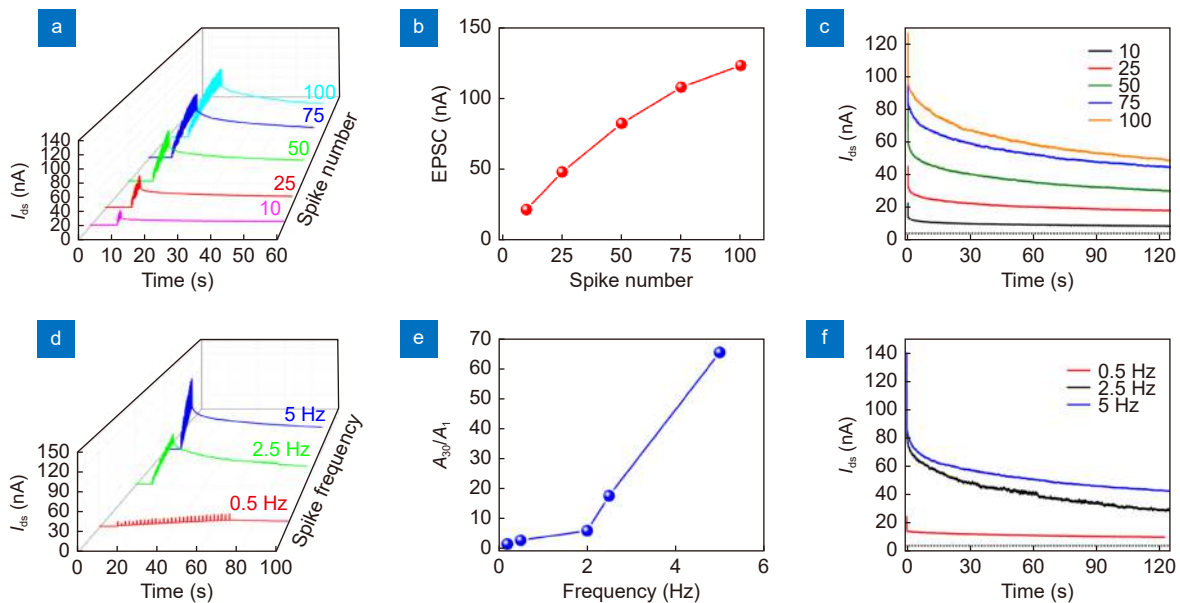 a
140
120
100
80
60
40
20
0
I_ds (nA)
0 10 20 30 40 50 60
Time (s)
100
75
50
25
10
Spike number
b
150
100
50
0
EPSC (nA)
0 25 50 75 100
Spike number
c
120
100
80
60
40
20
0
I_ds (nA)
10
25
50
75
100
0 30 60 90 120
Time (s)
d
150
120
90
60
30
0
I_ds (nA)
0 20 40 60 80 100
Time (s)
5 Hz
2.5 Hz
0.5 Hz
Spike frequency
e
70
60
50
40
30
20
10
0
A_30/A_1
0 2 4 6
Frequency (Hz)
f
140
120
100
80
60
40
20
0
I_ds (nA)
0.5 Hz
2.5 Hz
5 Hz
0 30 60 90 120
Time (s)